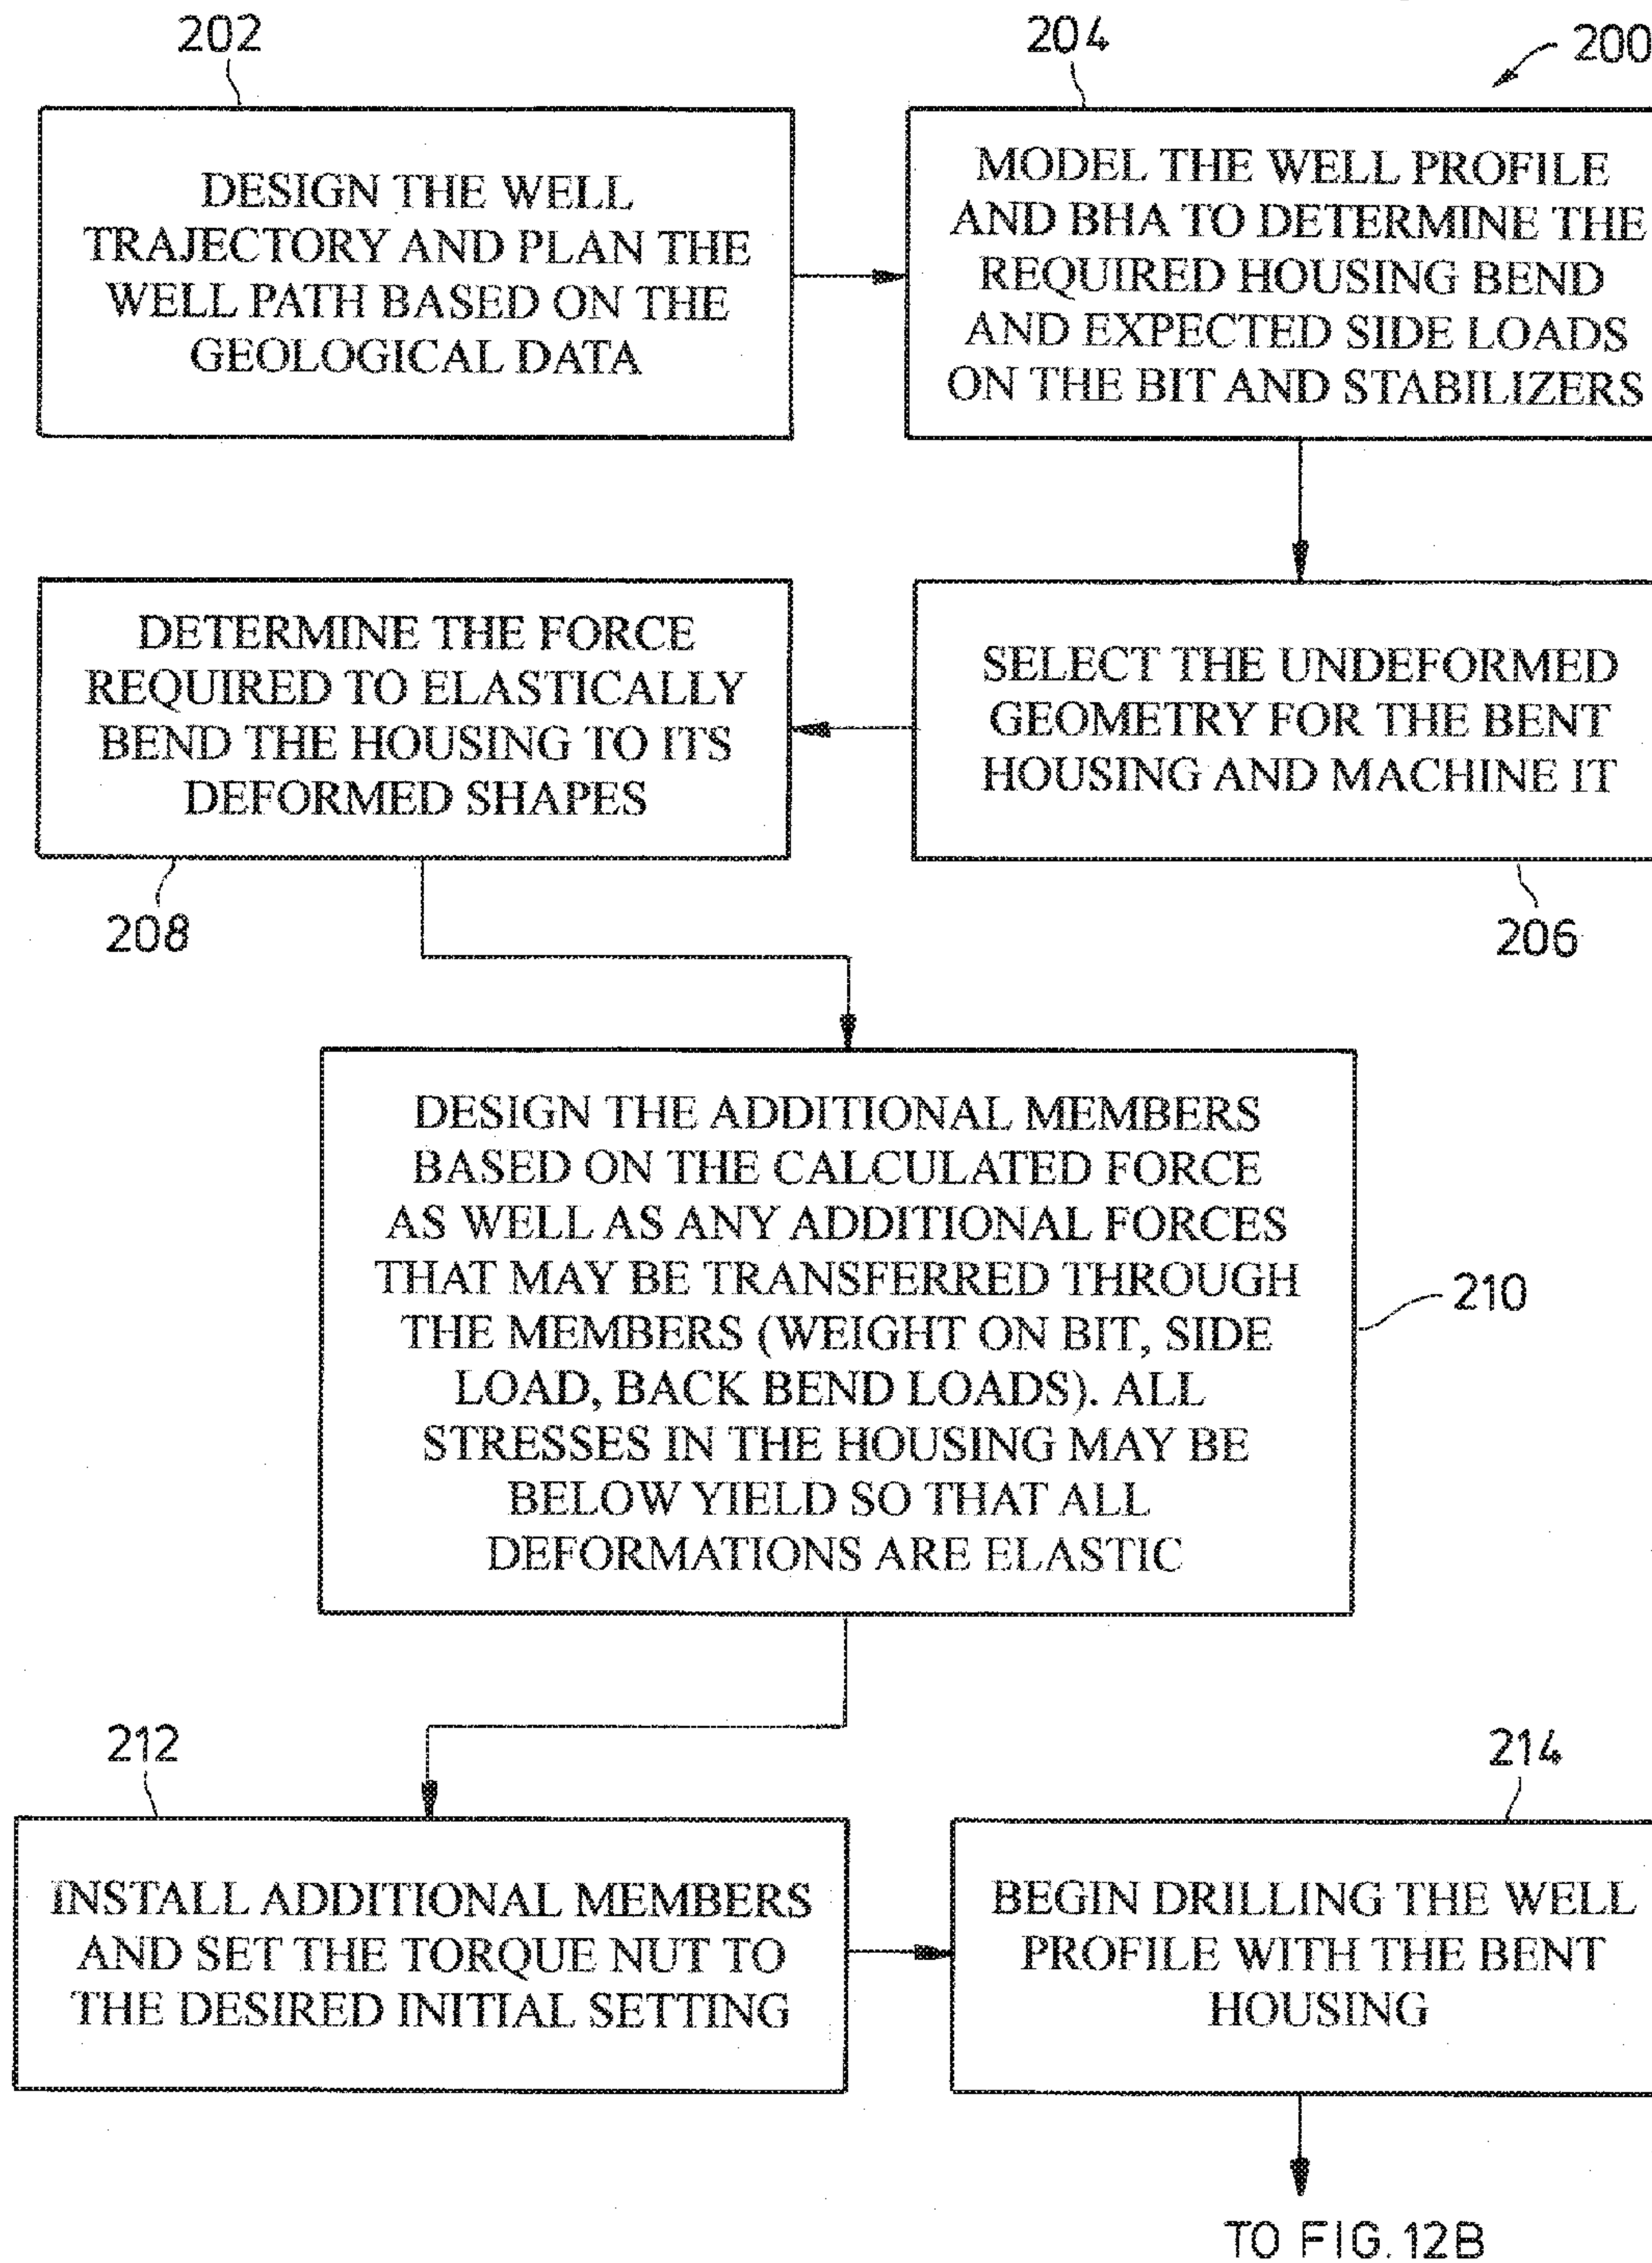 202
204
200
DESIGN THE WELL
TRAJECTORY AND PLAN THE
WELL PATH BASED ON THE
GEOLOGICAL DATA
MODEL THE WELL PROFILE
AND BHA TO DETERMINE THE
REQUIRED HOUSING BEND
AND EXPECTED SIDE LOADS
ON THE BIT AND STABILIZERS
DETERMINE THE FORCE
REQUIRED TO ELASTICALLY
BEND THE HOUSING TO ITS
DEFORMED SHAPES
SELECT THE UNDEFORMED
GEOMETRY FOR THE BENT
HOUSING AND MACHINE IT
208
206
DESIGN THE ADDITIONAL MEMBERS
BASED ON THE CALCULATED FORCE
AS WELL AS ANY ADDITIONAL FORCES
THAT MAY BE TRANSFERRED THROUGH
THE MEMBERS (WEIGHT ON BIT, SIDE
LOAD, BACK BEND LOADS). ALL
STRESSES IN THE HOUSING MAY BE
BELOW YIELD SO THAT ALL
DEFORMATIONS ARE ELASTIC
210
212
214
INSTALL ADDITIONAL MEMBERS
AND SET THE TORQUE NUT TO
THE DESIRED INITIAL SETTING
BEGIN DRILLING THE WELL
PROFILE WITH THE BENT
HOUSING
TO FIG. 12B